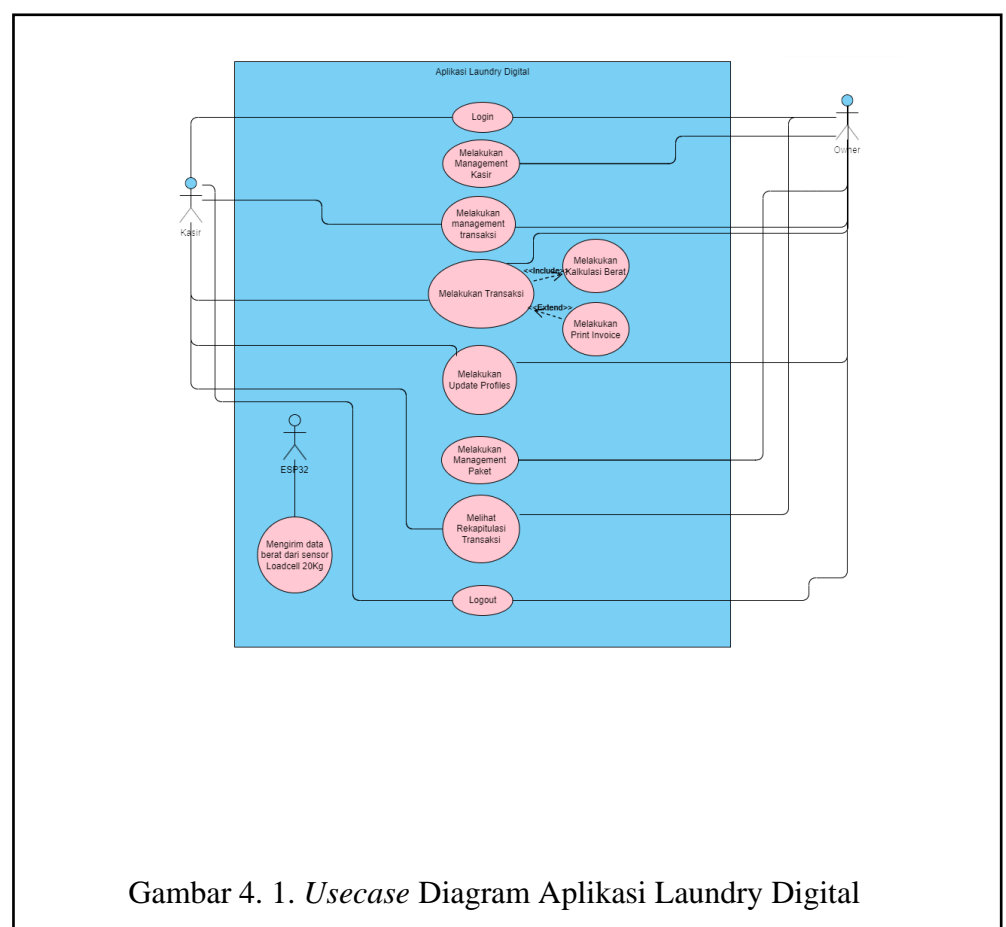 Aplikasi Laundry Digital
Login
Melakukan
Management
Kasir
Owner
Kasir
Melakukan
management
transaksi
Melakukan Transaksi
<<Include>>
Melakukan
Kalkulasi Berat
<<Extend>>
Melakukan
Print Invoice
Melakukan
Update Profiles
ESP32
Melakukan
Management
Paket
Melihat
Rekapitulasi
Transaksi
Mengirim data
berat dari sensor
Loadcell 20Kg
Logout
Gambar 4. 1. Usecase Diagram Aplikasi Laundry Digital